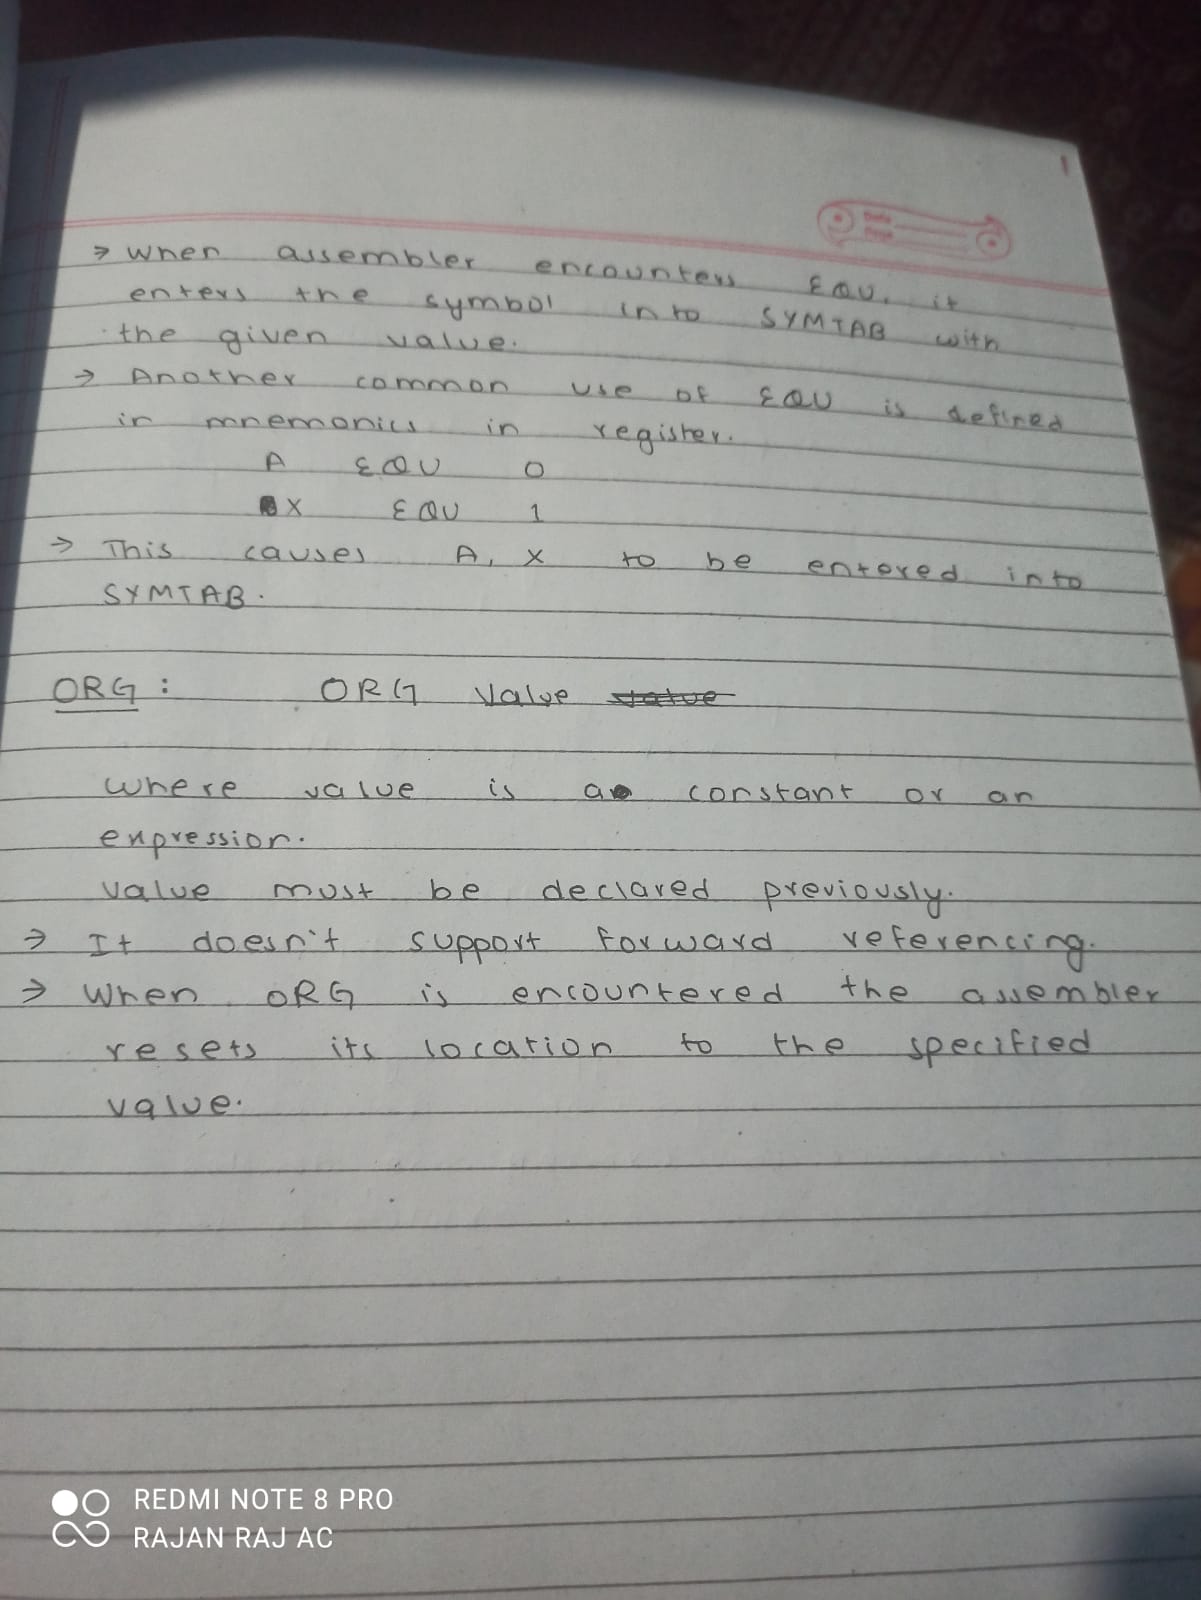 → When assembler encounters EQU, it
enters the symbol into SYMTAB with
the given value.
→ Another common use of EQU is defined
in mnemonics in register.
A EQU 0
X EQU 1
→ This causes A, X to be entered into
SYMTAB.
ORG : ORG Value value
where value is a constant or an
expression.
value must be declared previously.
→ It doesn't support forward referencing.
→ When ORG is encountered the assembler
resets its location to the specified
value.
REDMI NOTE 8 PRO
RAJAN RAJ AC